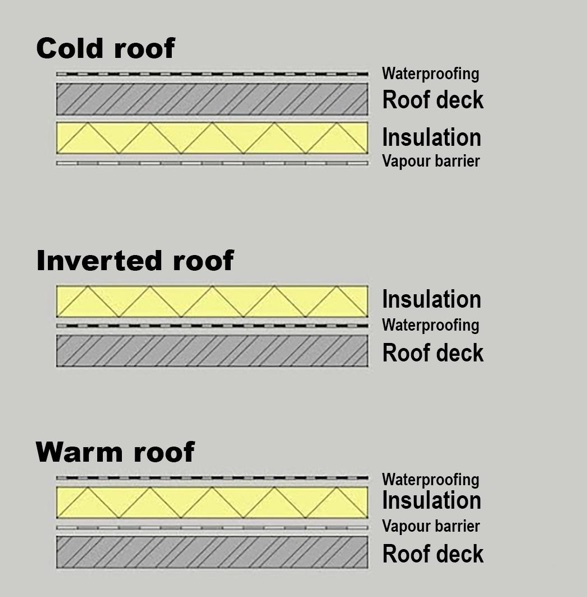 Cold roof
Waterproofing
Roof deck
Insulation
Vapour barrier
Inverted roof
Insulation
Waterproofing
Roof deck
Warm roof
Waterproofing
Insulation
Vapour barrier
Roof deck